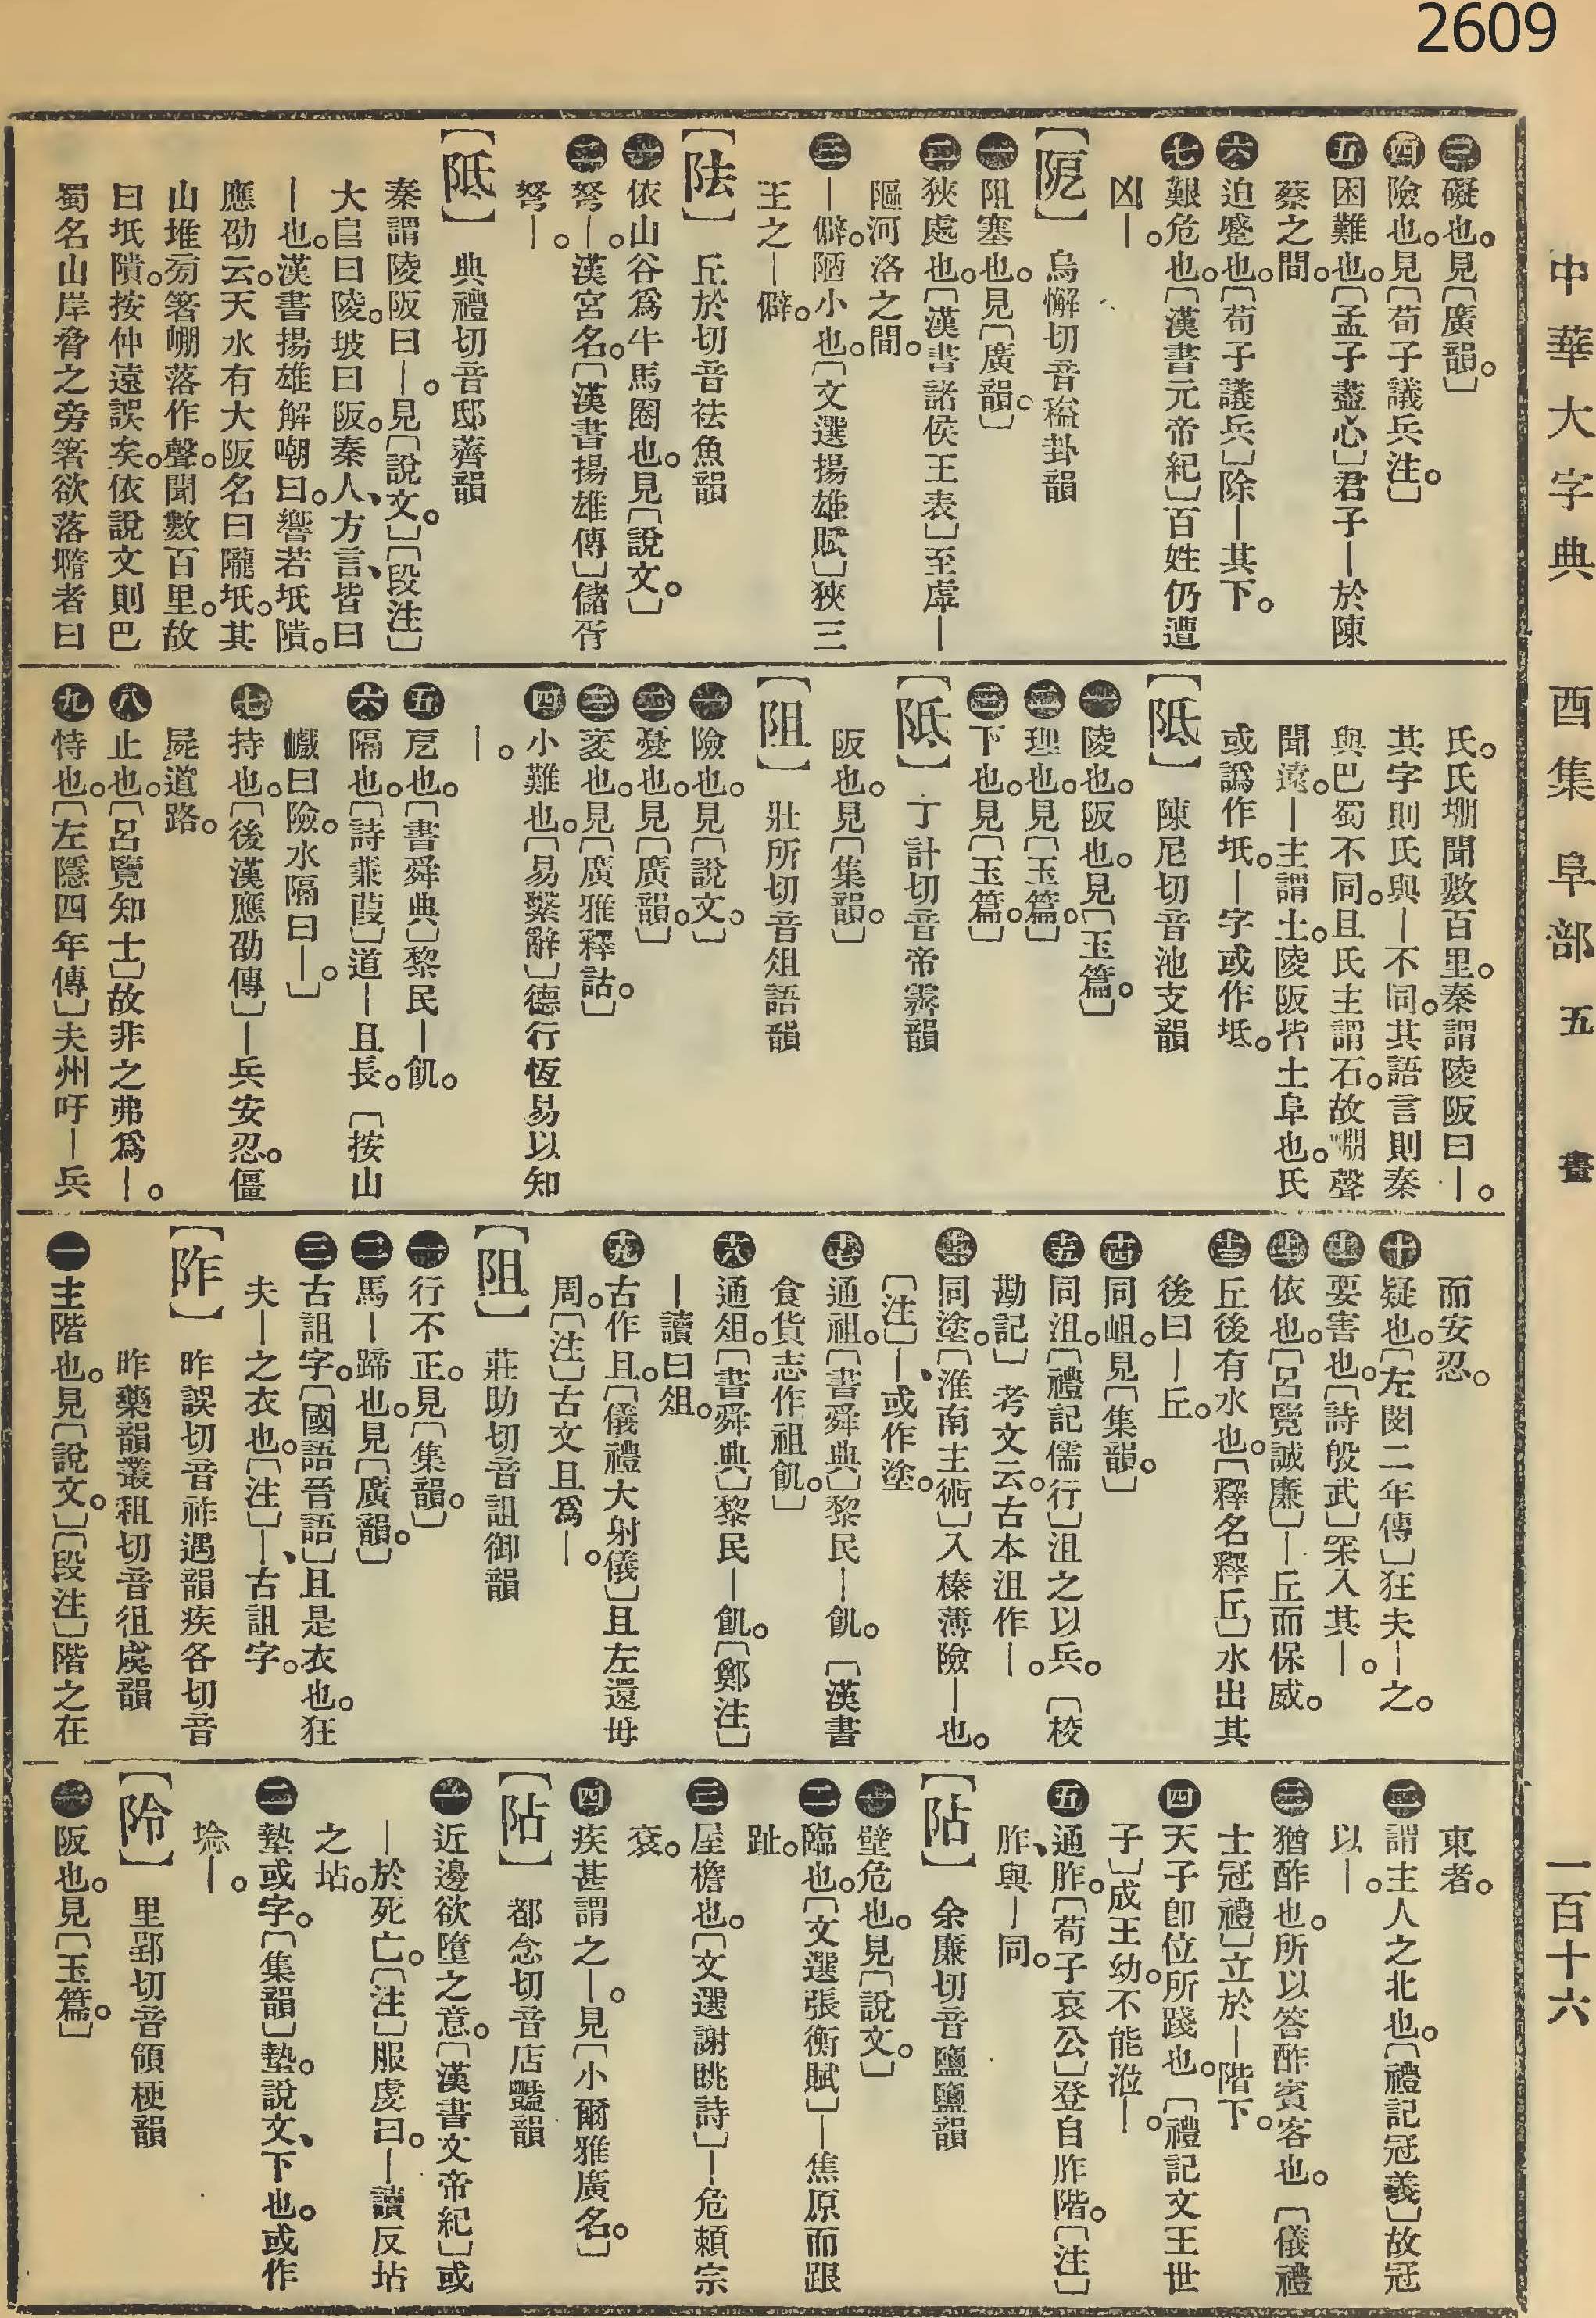 2609
中華大字典　酉集　阜部　五畫　一百十六
㊂礙也。見〔廣韻。〕
㊃險也。見〔荀子議兵注。〕
㊄困難也。〔孟子盡心〕君子—於陳
蔡之間。
㊅迫蹙也。〔荀子議兵〕除—其下。
㊆艱危也。〔漢書元帝紀〕百姓仍遭
凶—。
【阨】　烏懈切音隘卦韻
㊀阻塞也。見〔廣韻。〕
㊁狹處也。〔漢書諸侯王表〕至虖—
隁河洛之間。
㊂—僻。陋小也。〔文選揚雄賦〕狹三
王之—僻。
【阹】　丘於切音祛魚韻
㊀依山谷爲牛馬圈也。見〔說文。〕
㊁弩—。漢宮名。〔漢書揚雄傳〕儲胥
弩—。
【阺】　典禮切音邸薺韻
秦謂陵阪曰—。見〔說文。〕〔段注〕
大𨸏曰陵。坡曰阪。秦人、方言、皆曰
—也。漢書揚雄解嘲曰。響若坻隤。
應劭云。天水有大阪名曰隴坻。其
山堆㫄箸崩落作聲。聞數百里。故
曰坻隤。按仲遠誤矣。依說文則巴
蜀名山岸脅之旁箸欲落墮者曰
氏。氏堋聞數百里。秦謂陵阪曰—。
其字則氏與—不同。其語言則秦
與巴蜀不同。且氏主謂石。故崩聲
聞遠。—主謂土。陵阪皆土阜也。氏
或譌作坻。—字或作坻。
【阺】　陳尼切音池支韻
㊀陵也。阪也。見〔玉篇。〕
㊁理也。見〔玉篇。〕
㊂下也。見〔玉篇。〕
【阺】　丁計切音帝霽韻
阪也。見〔集韻。〕
【阻】　壯所切音俎語韻
㊀險也。見〔說文。〕
㊁憂也。見〔廣韻。〕
㊂衺也。見〔廣雅釋詁。〕
㊃小難也。〔易繫辭〕德行恆易以知
—。
㊄戹也。〔書舜典〕黎民—飢。
㊅隔也。〔詩蒹葭〕道—且長。〔按山
巇曰險。水隔曰—。〕
㊆持也。〔後漢應劭傳〕—兵安忍。僵
屍道路。
㊇止也。〔呂覽知士〕故非之弗爲—。
㊈恃也。〔左隱四年傳〕夫州吁—兵
而安忍。
㊉疑也。〔左閔二年傳〕狂夫—之。
⓫要害也。〔詩殷武〕罙入其—。
⓬依也。〔呂覽誠廉〕—丘而保威。
⓭丘後有水也。〔釋名釋丘〕水出其
後曰—丘。
⓮同岨。見〔集韻。〕
⓯同沮。〔禮記儒行〕沮之以兵。〔校
勘記〕考文云。古本沮作—。
⓰同塗。〔淮南主術〕入榛薄險—也。
〔注〕—、或作塗。
⓱通祖。〔書舜典〕黎民—飢。〔漢書
食貨志作祖飢。〕
⓲通俎。〔書舜典〕黎民—飢。〔鄭注〕
—讀曰俎。
⓳古作且。〔儀禮大射儀〕且左還毋
周。〔注〕古文且爲—。
【阻】　莊助切音詛御韻
㊀行不正。見〔集韻。〕
㊁馬—蹄也。見〔廣韻。〕
㊂古詛字。〔國語晉語〕且是衣也。狂
夫—之衣也。〔注〕—、古詛字。
【阼】　昨誤切音祚遇韻疾各切音
昨藥韻叢租切音徂虞韻
㊀主階也。見〔說文。〕〔段注〕階之在
東者。
㊁謂主人之北也。〔禮記冠義〕故冠
以—。
㊂猶酢也。所以答酢賓客也。〔儀禮
士冠禮〕立於—階下。
㊃天子卽位所踐也。〔禮記文王世
子〕成王幼。不能涖—。
㊄通胙。〔荀子哀公〕登自胙階。〔注〕
胙、與—同。
【阽】　余廉切音鹽鹽韻
㊀壁危也。見〔說文。〕
㊁臨也。〔文選張衡賦〕—焦原而跟
趾。
㊂屋檐也。〔文選謝眺詩〕—危賴宗
袞。
㊃疾甚謂之—。見〔小爾雅廣名。〕
【阽】　都念切音店豔韻
㊀近邊欲墮之意。〔漢書文帝紀〕或
—於死亡。〔注〕服虔曰。—讀反坫
之坫。
㊁墊或字。〔集韻〕墊。說文、下也。或作
埝—。
【阾】　里郢切音領梗韻
㊀阪也。見〔玉篇。〕